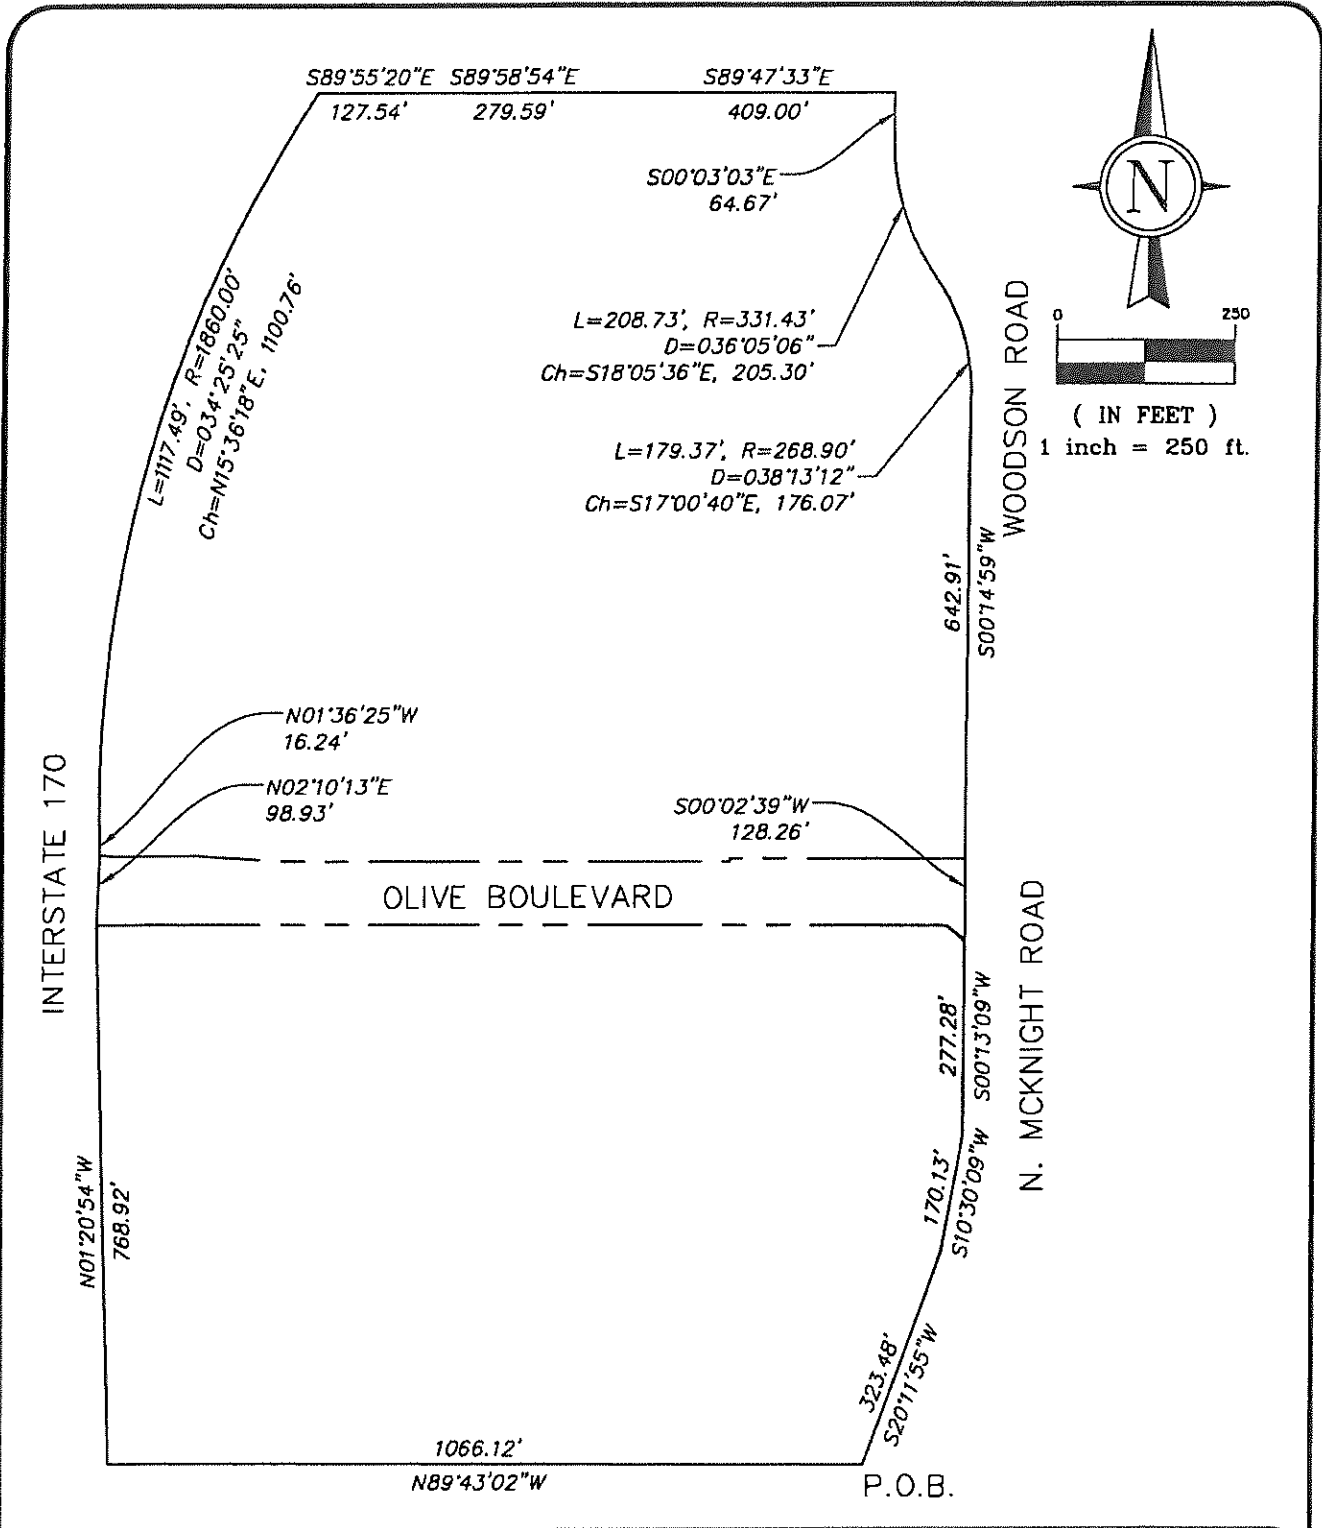 S89°55'20"E S89°58'54"E S89°47'33"E
127.54' 279.59' 409.00'
S00°03'03"E
64.67'
N
0 250
( IN FEET )
1 inch = 250 ft.
L=208.73', R=331.43'
D=036°05'06"
Ch=S18°05'36"E, 205.30'
L=1117.49', R=1860.00'
D=034°25'25"
Ch=N15°36'18"E, 1100.76'
L=179.37', R=268.90'
D=038°13'12"
Ch=S17°00'40"E, 176.07'
WOODSON ROAD
642.91'
S00°14'59"W
N01°36'25"W
16.24'
N02°10'13"E
98.93'
S00°02'39"W
128.26'
INTERSTATE 170
OLIVE BOULEVARD
N. MCKNIGHT ROAD
277.28'
S00°13'09"W
170.13'
S10°30'09"W
N01°20'54"W
768.92'
323.48'
S20°11'55"W
1066.12'
N89°43'02"W
P.O.B.